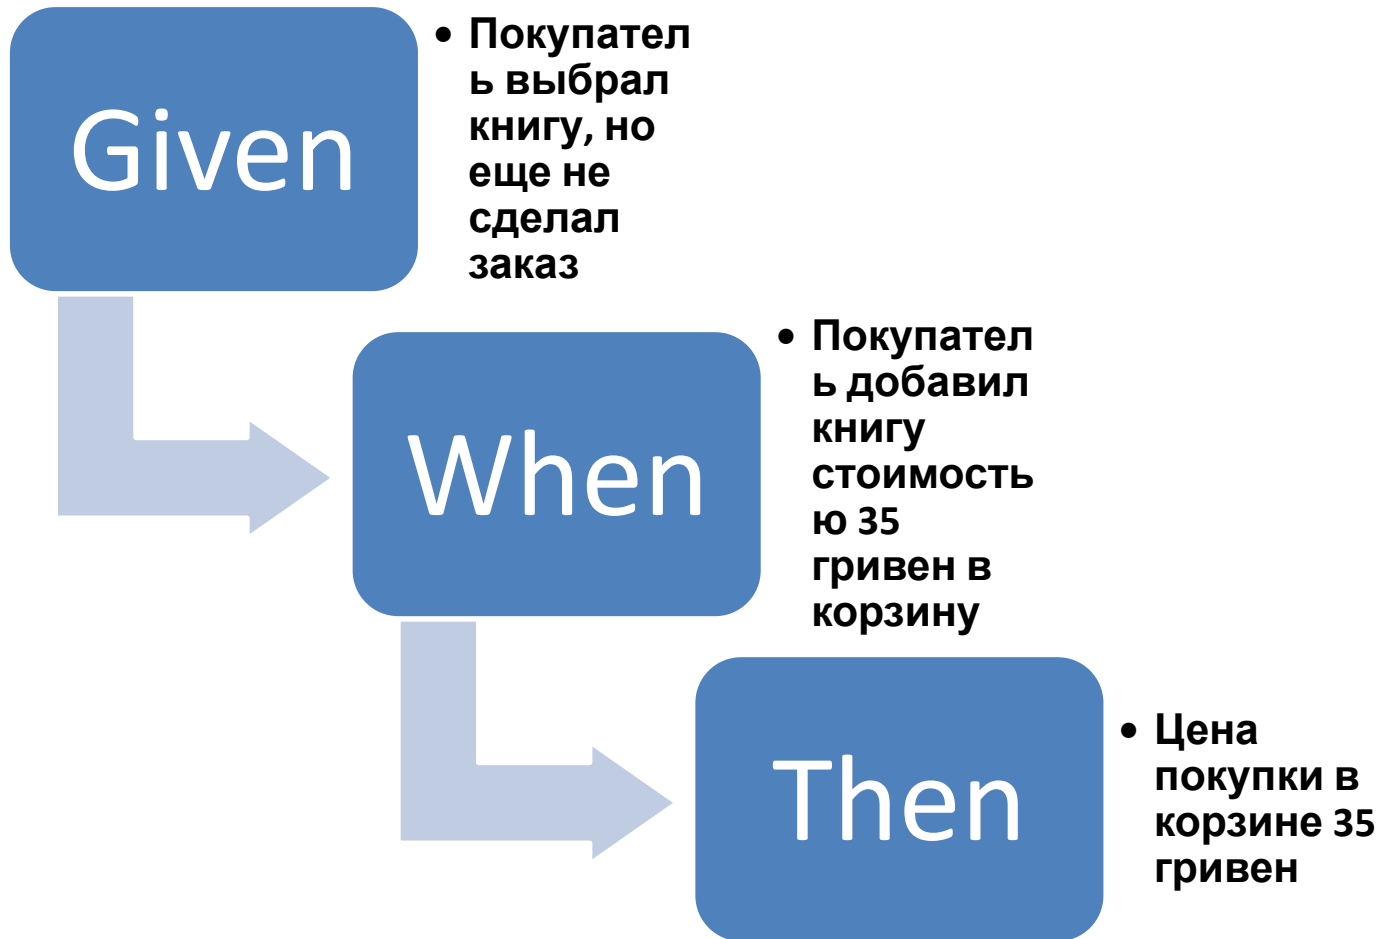 Given
• Покупател
ь выбрал
книгу, но
еще не
сделал
заказ
When
• Покупател
ь добавил
книгу
стоимость
ю 35
гривен в
корзину
Then
• Цена
покупки в
корзине 35
гривен